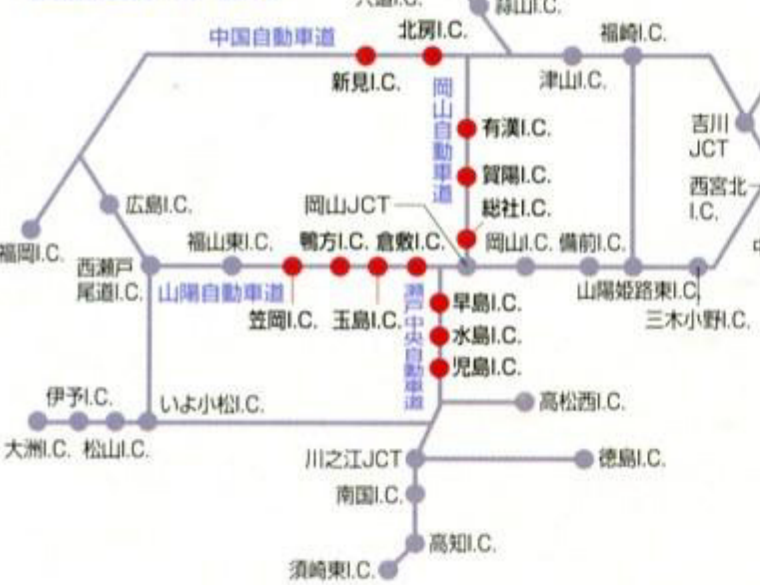 蒜山I.C.
中国自動車道
北房I.C.
福崎I.C.
新見I.C.
津山I.C.
岡山自動車道
有漢I.C.
吉川
JCT
賀陽I.C.
西宮北
I.C.
岡山JCT
総社I.C.
広島I.C.
福岡I.C.
福山東I.C.
鴨方I.C.
倉敷I.C.
岡山I.C.
備前I.C.
西瀬戸
尾道I.C.
山陽自動車道
山陽姫路東I.C.
笠岡I.C.
玉島I.C.
瀬戸中央自動車道
早島I.C.
三木小野I.C.
水島I.C.
児島I.C.
伊予I.C.
いよ小松I.C.
高松西I.C.
大洲I.C.
松山I.C.
川之江JCT
徳島I.C.
南国I.C.
高知I.C.
須崎東I.C.